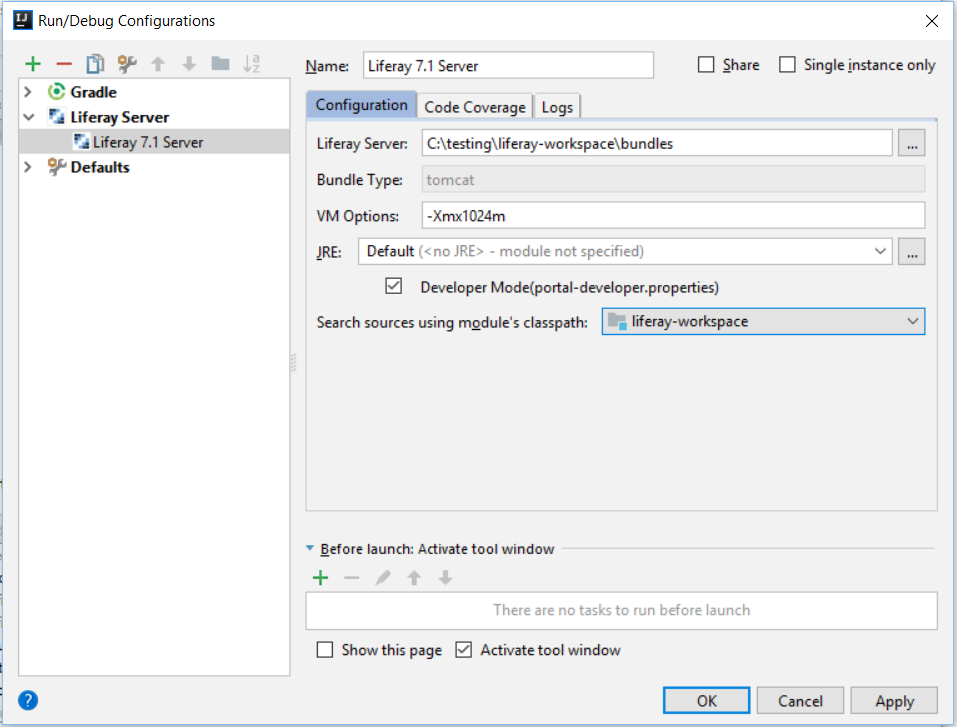 IJ Run/Debug Configurations
Name: Liferay 7.1 Server Share Single instance only
Gradle
Liferay Server
Liferay 7.1 Server
Defaults
Configuration Code Coverage Logs
Liferay Server: C:\testing\liferay-workspace\bundles ...
Bundle Type: tomcat
VM Options: -Xmx1024m
JRE: Default (<no JRE> - module not specified) ...
Developer Mode(portal-developer.properties)
Search sources using module's classpath: liferay-workspace
Before launch: Activate tool window
There are no tasks to run before launch
Show this page Activate tool window
? OK Cancel Apply